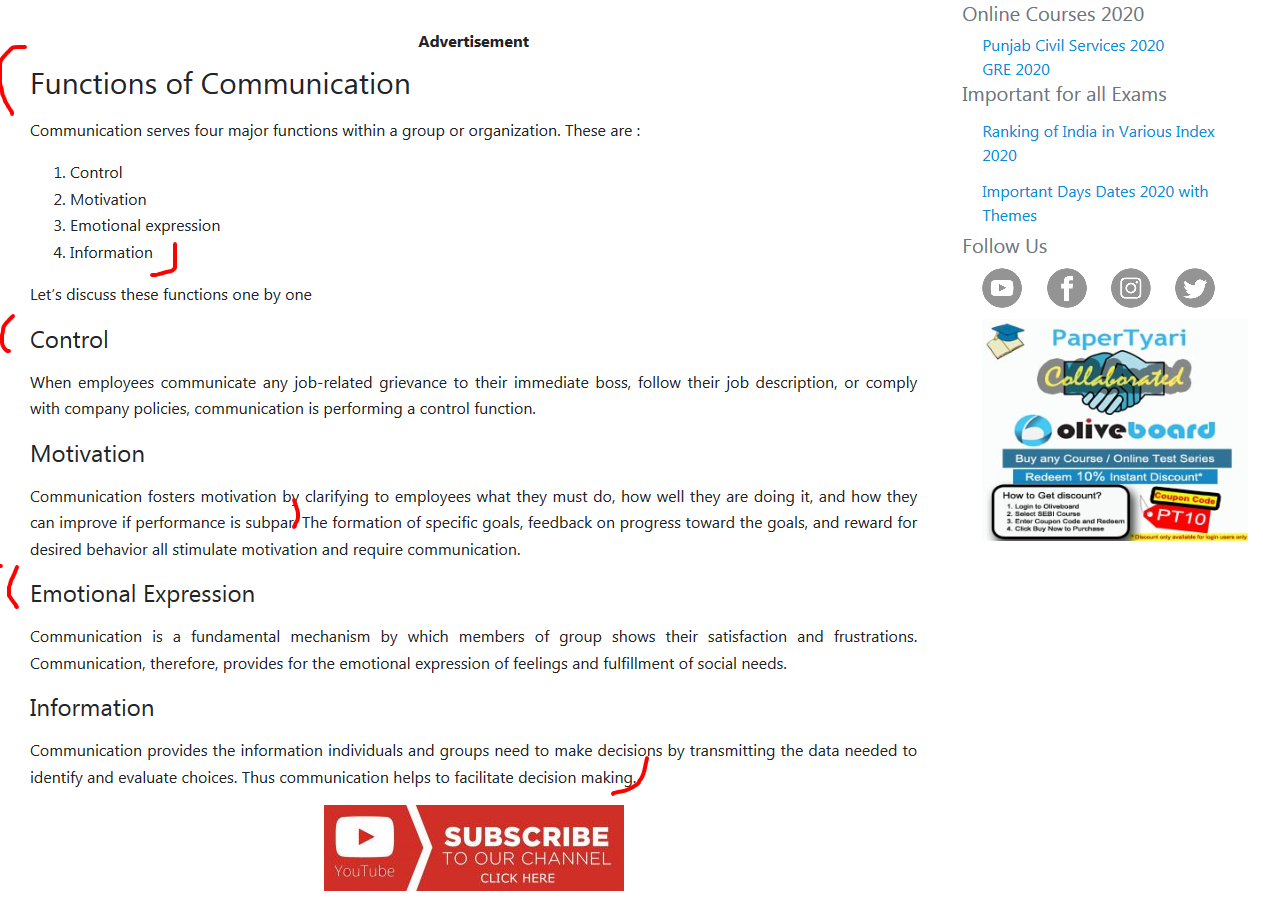 Advertisement
Functions of Communication
Communication serves four major functions within a group or organization. These are :
1. Control
2. Motivation
3. Emotional expression
4. Information
Let's discuss these functions one by one
Control
When employees communicate any job-related grievance to their immediate boss, follow their job description, or comply
with company policies, communication is performing a control function.
Motivation
Communication fosters motivation by clarifying to employees what they must do, how well they are doing it, and how they
can improve if performance is subpar. The formation of specific goals, feedback on progress toward the goals, and reward for
desired behavior all stimulate motivation and require communication.
Emotional Expression
Communication is a fundamental mechanism by which members of group shows their satisfaction and frustrations.
Communication, therefore, provides for the emotional expression of feelings and fulfillment of social needs.
Information
Communication provides the information individuals and groups need to make decisions by transmitting the data needed to
identify and evaluate choices. Thus communication helps to facilitate decision making.
YouTube
SUBSCRIBE
TO OUR CHANNEL
CLICK HERE
Online Courses 2020
Punjab Civil Services 2020
GRE 2020
Important for all Exams
Ranking of India in Various Index
2020
Important Days Dates 2020 with
Themes
Follow Us
PaperTyari
Collaborated
oliveboard
Buy any Course / Online Test Series
Redeem 10% Instant Discount*
How to Get discount?
1. Login to Oliveboard
2. Select SEBI Course
3. Enter Coupon Code and Redeem
4. Click Buy Now to Purchase
Coupon Code
PT10
* Discount only available for login users only